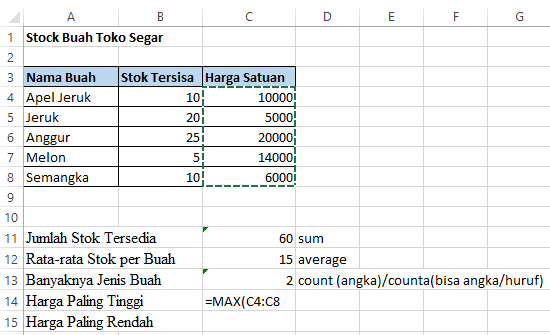 A B C D E F G
1 Stock Buah Toko Segar
2
3 Nama Buah Stok Tersisa Harga Satuan
4 Apel Jeruk 10 10000
5 Jeruk 20 5000
6 Anggur 25 20000
7 Melon 5 14000
8 Semangka 10 6000
9
10
11 Jumlah Stok Tersedia 60 sum
12 Rata-rata Stok per Buah 15 average
13 Banyaknya Jenis Buah 2 count (angka)/counta(bisa angka/huruf)
14 Harga Paling Tinggi =MAX(C4:C8
15 Harga Paling Rendah